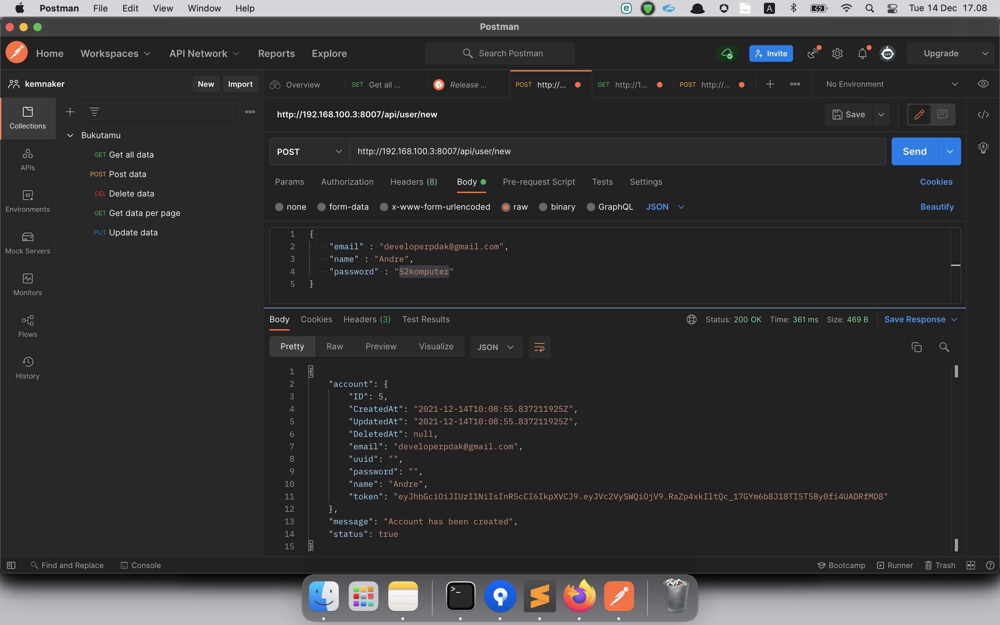 Postman File Edit View Window Help A Tue 14 Dec 17.08
Postman
Home Workspaces API Network Reports Explore Search Postman Invite Upgrade
kemnaker New Import
Overview GET Get all ... Release ... POST http://... GET http://1... POST http://... No Environment
Collections
APIs
Environments
Mock Servers
Monitors
Flows
History
Bukutamu
GET Get all data
POST Post data
DEL Delete data
GET Get data per page
PUT Update data
http://192.168.100.3:8007/api/user/new
Save
POST http://192.168.100.3:8007/api/user/new Send
Params Authorization Headers (8) Body Pre-request Script Tests Settings Cookies
none form-data x-www-form-urlencoded raw binary GraphQL JSON Beautify
1 {
2 "email" : "developerpdak@gmail.com",
3 "name" : "Andre",
4 "password" : "S2komputer"
5 }
Body Cookies Headers (3) Test Results Status: 200 OK Time: 361 ms Size: 469 B Save Response
Pretty Raw Preview Visualize JSON
1 {
2 "account": {
3 "ID": 5,
4 "CreatedAt": "2021-12-14T10:08:55.837211925Z",
5 "UpdatedAt": "2021-12-14T10:08:55.837211925Z",
6 "DeletedAt": null,
7 "email": "developerpdak@gmail.com",
8 "uuid": "",
9 "password": "",
10 "name": "Andre",
11 "token": "eyJhbGciOiJIUzI1NiIsInR5cCI6IkpXVCJ9.eyJVc2VySWQiOjV9.RaZp4xkIltQc_17GYm6b8J18TI5T5By0fi4UADRfMD8"
12 },
13 "message": "Account has been created",
14 "status": true
15 }
Find and Replace Console Bootcamp Runner Trash